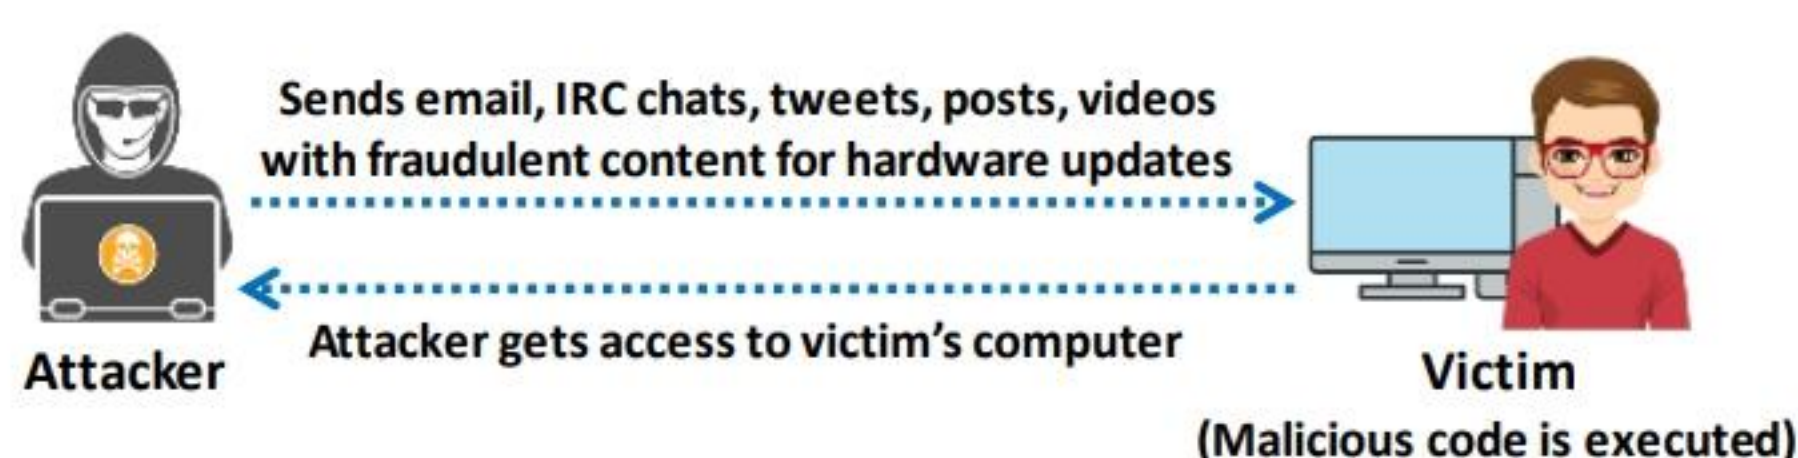 Sends email, IRC chats, tweets, posts, videos
with fraudulent content for hardware updates
Attacker gets access to victim's computer
Attacker
Victim
(Malicious code is executed)